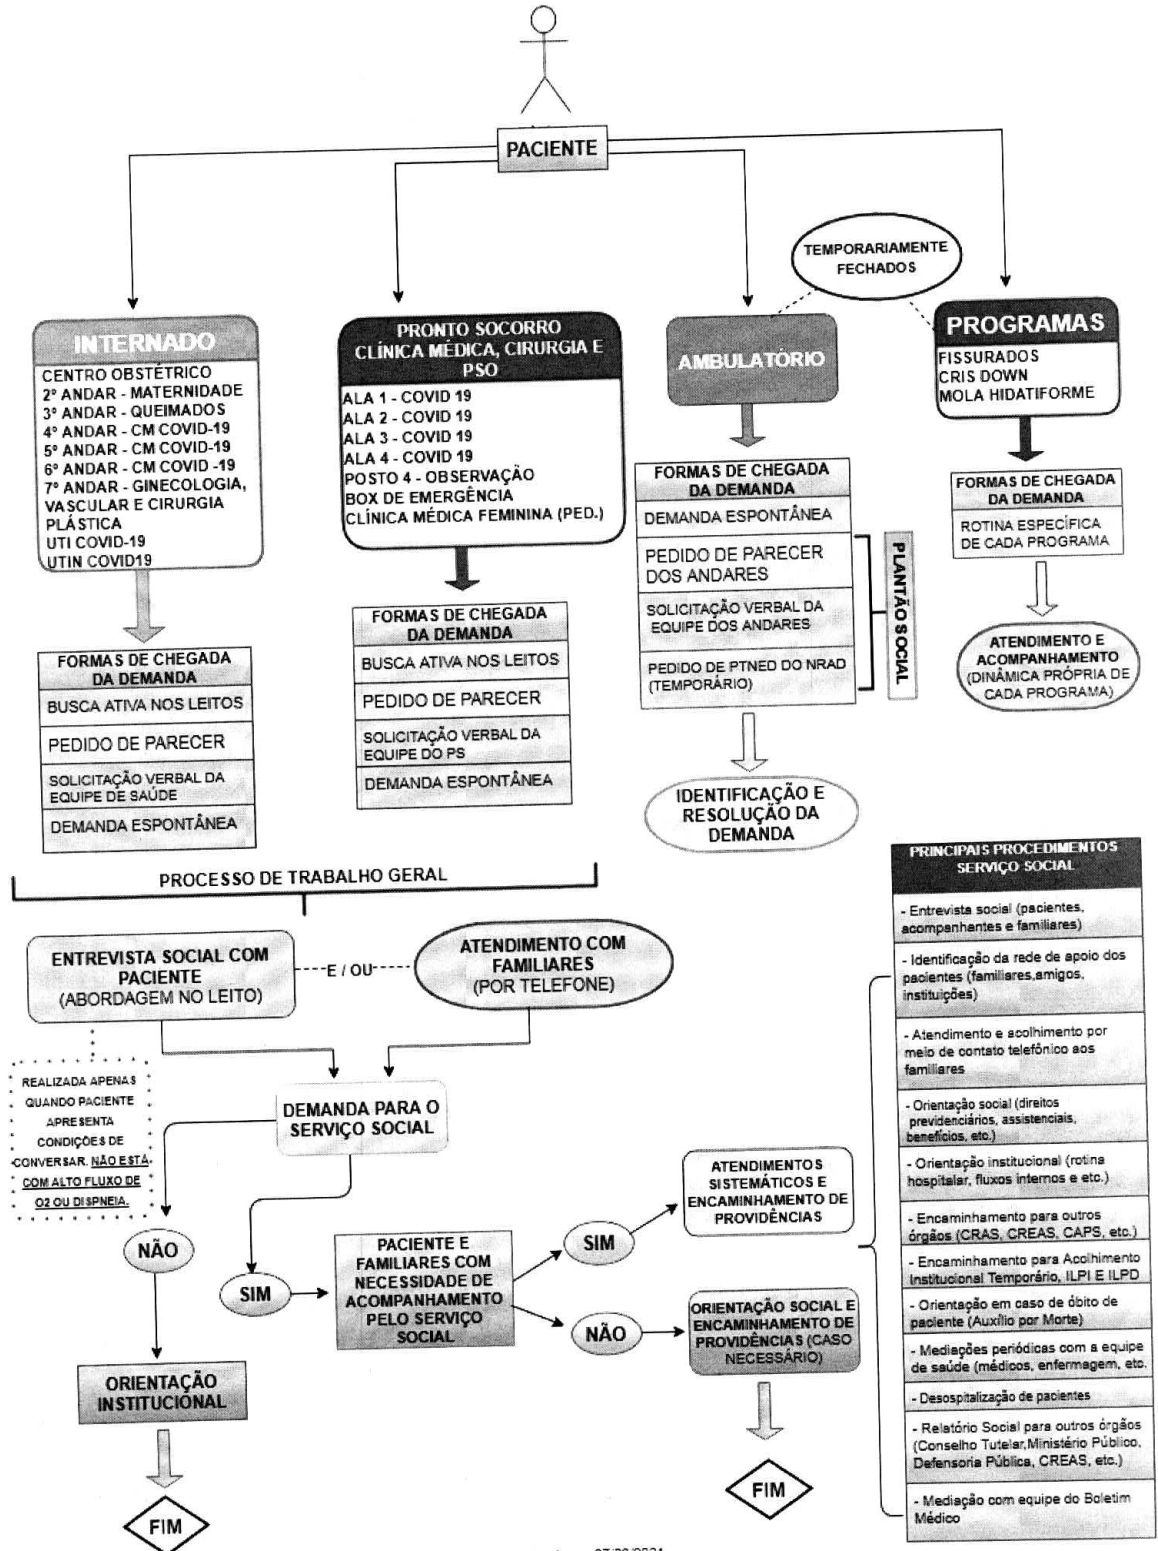 PACIENTE
TEMPORARIAMENTE
FECHADOS
INTERNADO
CENTRO OBSTÉTRICO
2º ANDAR - MATERNIDADE
3º ANDAR - QUEIMADOS
4º ANDAR - CM COVID-19
5º ANDAR - CM COVID-19
6º ANDAR - CM COVID -19
7º ANDAR - GINECOLOGIA,
VASCULAR E CIRURGIA
PLÁSTICA
UTI COVID-19
UTIN COVID19
FORMAS DE CHEGADA
DA DEMANDA
BUSCA ATIVA NOS LEITOS
PEDIDO DE PARECER
SOLICITAÇÃO VERBAL DA
EQUIPE DE SAÚDE
DEMANDA ESPONTÂNEA
PRONTO SOCORRO
CLÍNICA MÉDICA, CIRURGIA E
PSO
ALA 1 - COVID 19
ALA 2 - COVID 19
ALA 3 - COVID 19
ALA 4 - COVID 19
POSTO 4 - OBSERVAÇÃO
BOX DE EMERGÊNCIA
CLÍNICA MÉDICA FEMININA (PED.)
FORMAS DE CHEGADA
DA DEMANDA
BUSCA ATIVA NOS LEITOS
PEDIDO DE PARECER
SOLICITAÇÃO VERBAL DA
EQUIPE DO PS
DEMANDA ESPONTÂNEA
AMBULATÓRIO
FORMAS DE CHEGADA
DA DEMANDA
DEMANDA ESPONTÂNEA
PEDIDO DE PARECER
DOS ANDARES
SOLICITAÇÃO VERBAL DA
EQUIPE DOS ANDARES
PEDIDO DE PTNED DO NRAD
(TEMPORÁRIO)
PLANTÃO SOCIAL
IDENTIFICAÇÃO E
RESOLUÇÃO DA
DEMANDA
PROGRAMAS
FISSURADOS
CRIS DOWN
MOLA HIDATIFORME
FORMAS DE CHEGADA
DA DEMANDA
ROTINA ESPECÍFICA
DE CADA PROGRAMA
ATENDIMENTO E
ACOMPANHAMENTO
(DINÂMICA PRÓPRIA DE
CADA PROGRAMA)
PROCESSO DE TRABALHO GERAL
ENTREVISTA SOCIAL COM
PACIENTE
(ABORDAGEM NO LEITO)
E / OU
ATENDIMENTO COM
FAMILIARES
(POR TELEFONE)
REALIZADA APENAS
QUANDO PACIENTE
APRESENTA
CONDIÇÕES DE
CONVERSAR. NÃO ESTÁ
COM ALTO FLUXO DE
O2 OU DISPNEIA.
DEMANDA PARA O
SERVIÇO SOCIAL
NÃO
ORIENTAÇÃO
INSTITUCIONAL
FIM
SIM
PACIENTE E
FAMILIARES COM
NECESSIDADE DE
ACOMPANHAMENTO
PELO SERVIÇO
SOCIAL
SIM
ATENDIMENTOS
SISTEMÁTICOS E
ENCAMINHAMENTO DE
PROVIDÊNCIAS
NÃO
ORIENTAÇÃO SOCIAL E
ENCAMINHAMENTO DE
PROVIDÊNCIAS (CASO
NECESSÁRIO)
FIM
PRINCIPAIS PROCEDIMENTOS
SERVIÇO SOCIAL
- Entrevista social (pacientes,
acompanhantes e familiares)
- Identificação da rede de apoio dos
pacientes (familiares,amigos,
instituições)
- Atendimento e acolhimento por
meio de contato telefônico aos
familiares
- Orientação social (direitos
previdenciários, assistenciais,
benefícios, etc.)
- Orientação institucional (rotina
hospitalar, fluxos internos e etc.)
- Encaminhamento para outros
órgãos (CRAS, CREAS, CAPS, etc.)
- Encaminhamento para Acolhimento
Institucional Temporário, ILPI E ILPD
- Orientação em caso de óbito de
paciente (Auxílio por Morte)
- Mediações periódicas com a equipe
de saúde (médicos, enfermagem, etc.
- Desospitalização de pacientes
- Relatório Social para outros órgãos
(Conselho Tutelar,Ministério Público,
Defensoria Pública, CREAS, etc.)
- Mediação com equipe do Boletim
Médico